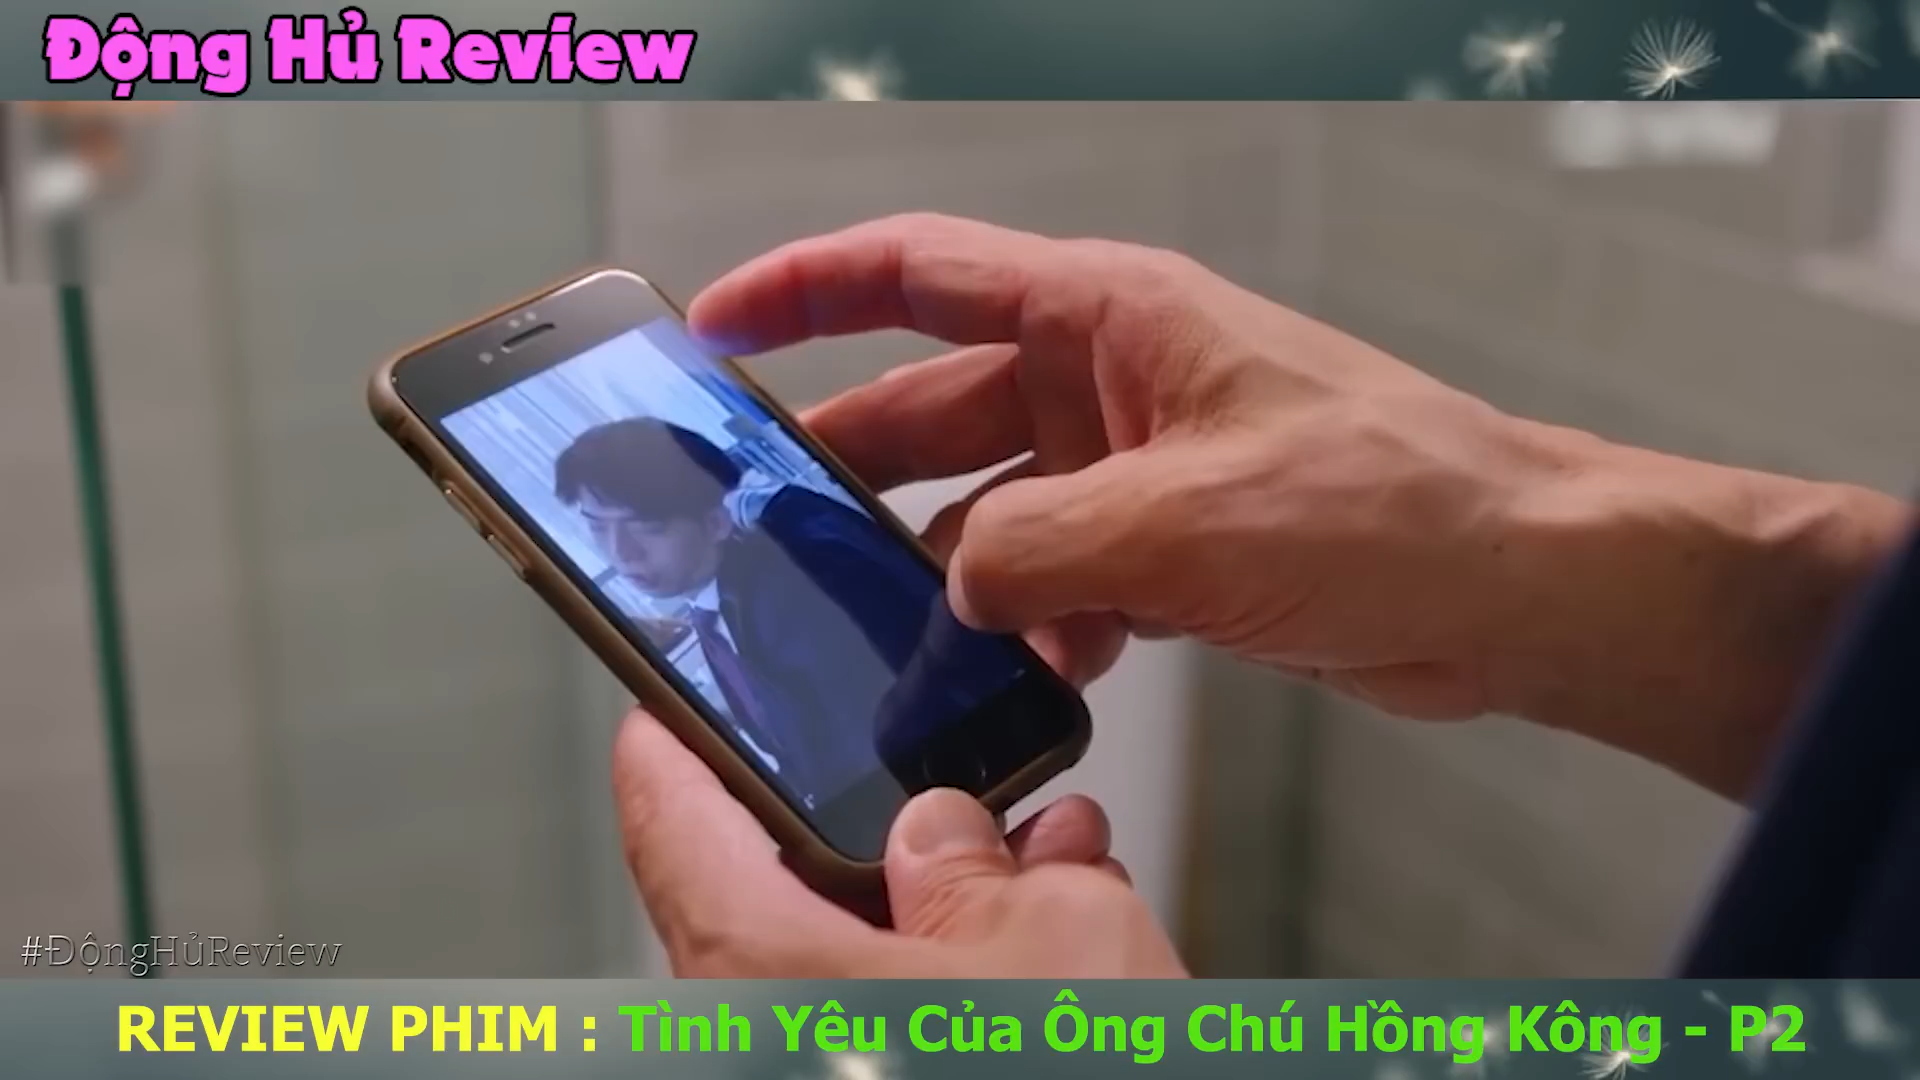 Động Hủ Review
#ĐộngHủReview
REVIEW PHIM : Tình Yêu Của Ông Chú Hồng Kông - P2